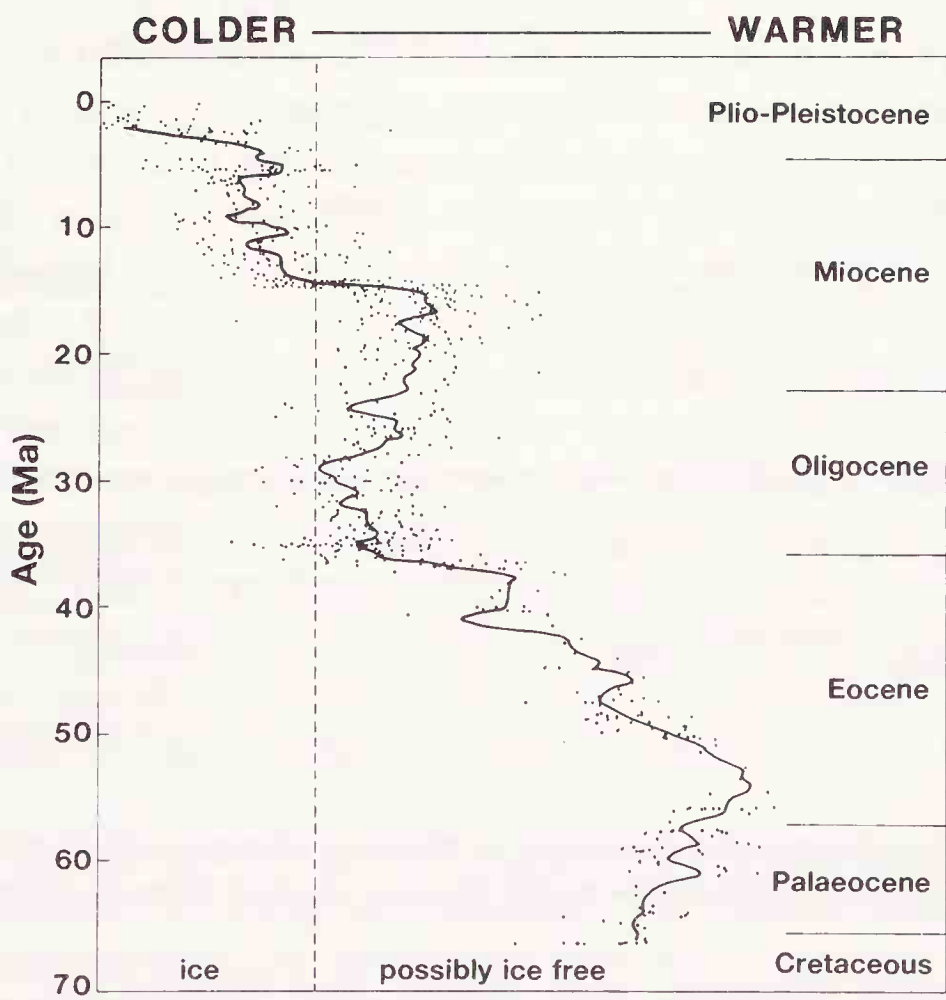 COLDER WARMER
0
Plio-Pleistocene
10
Miocene
20
Oligocene
30
Age (Ma)
40
Eocene
50
60
Palaeocene
ice possibly ice free Cretaceous
70